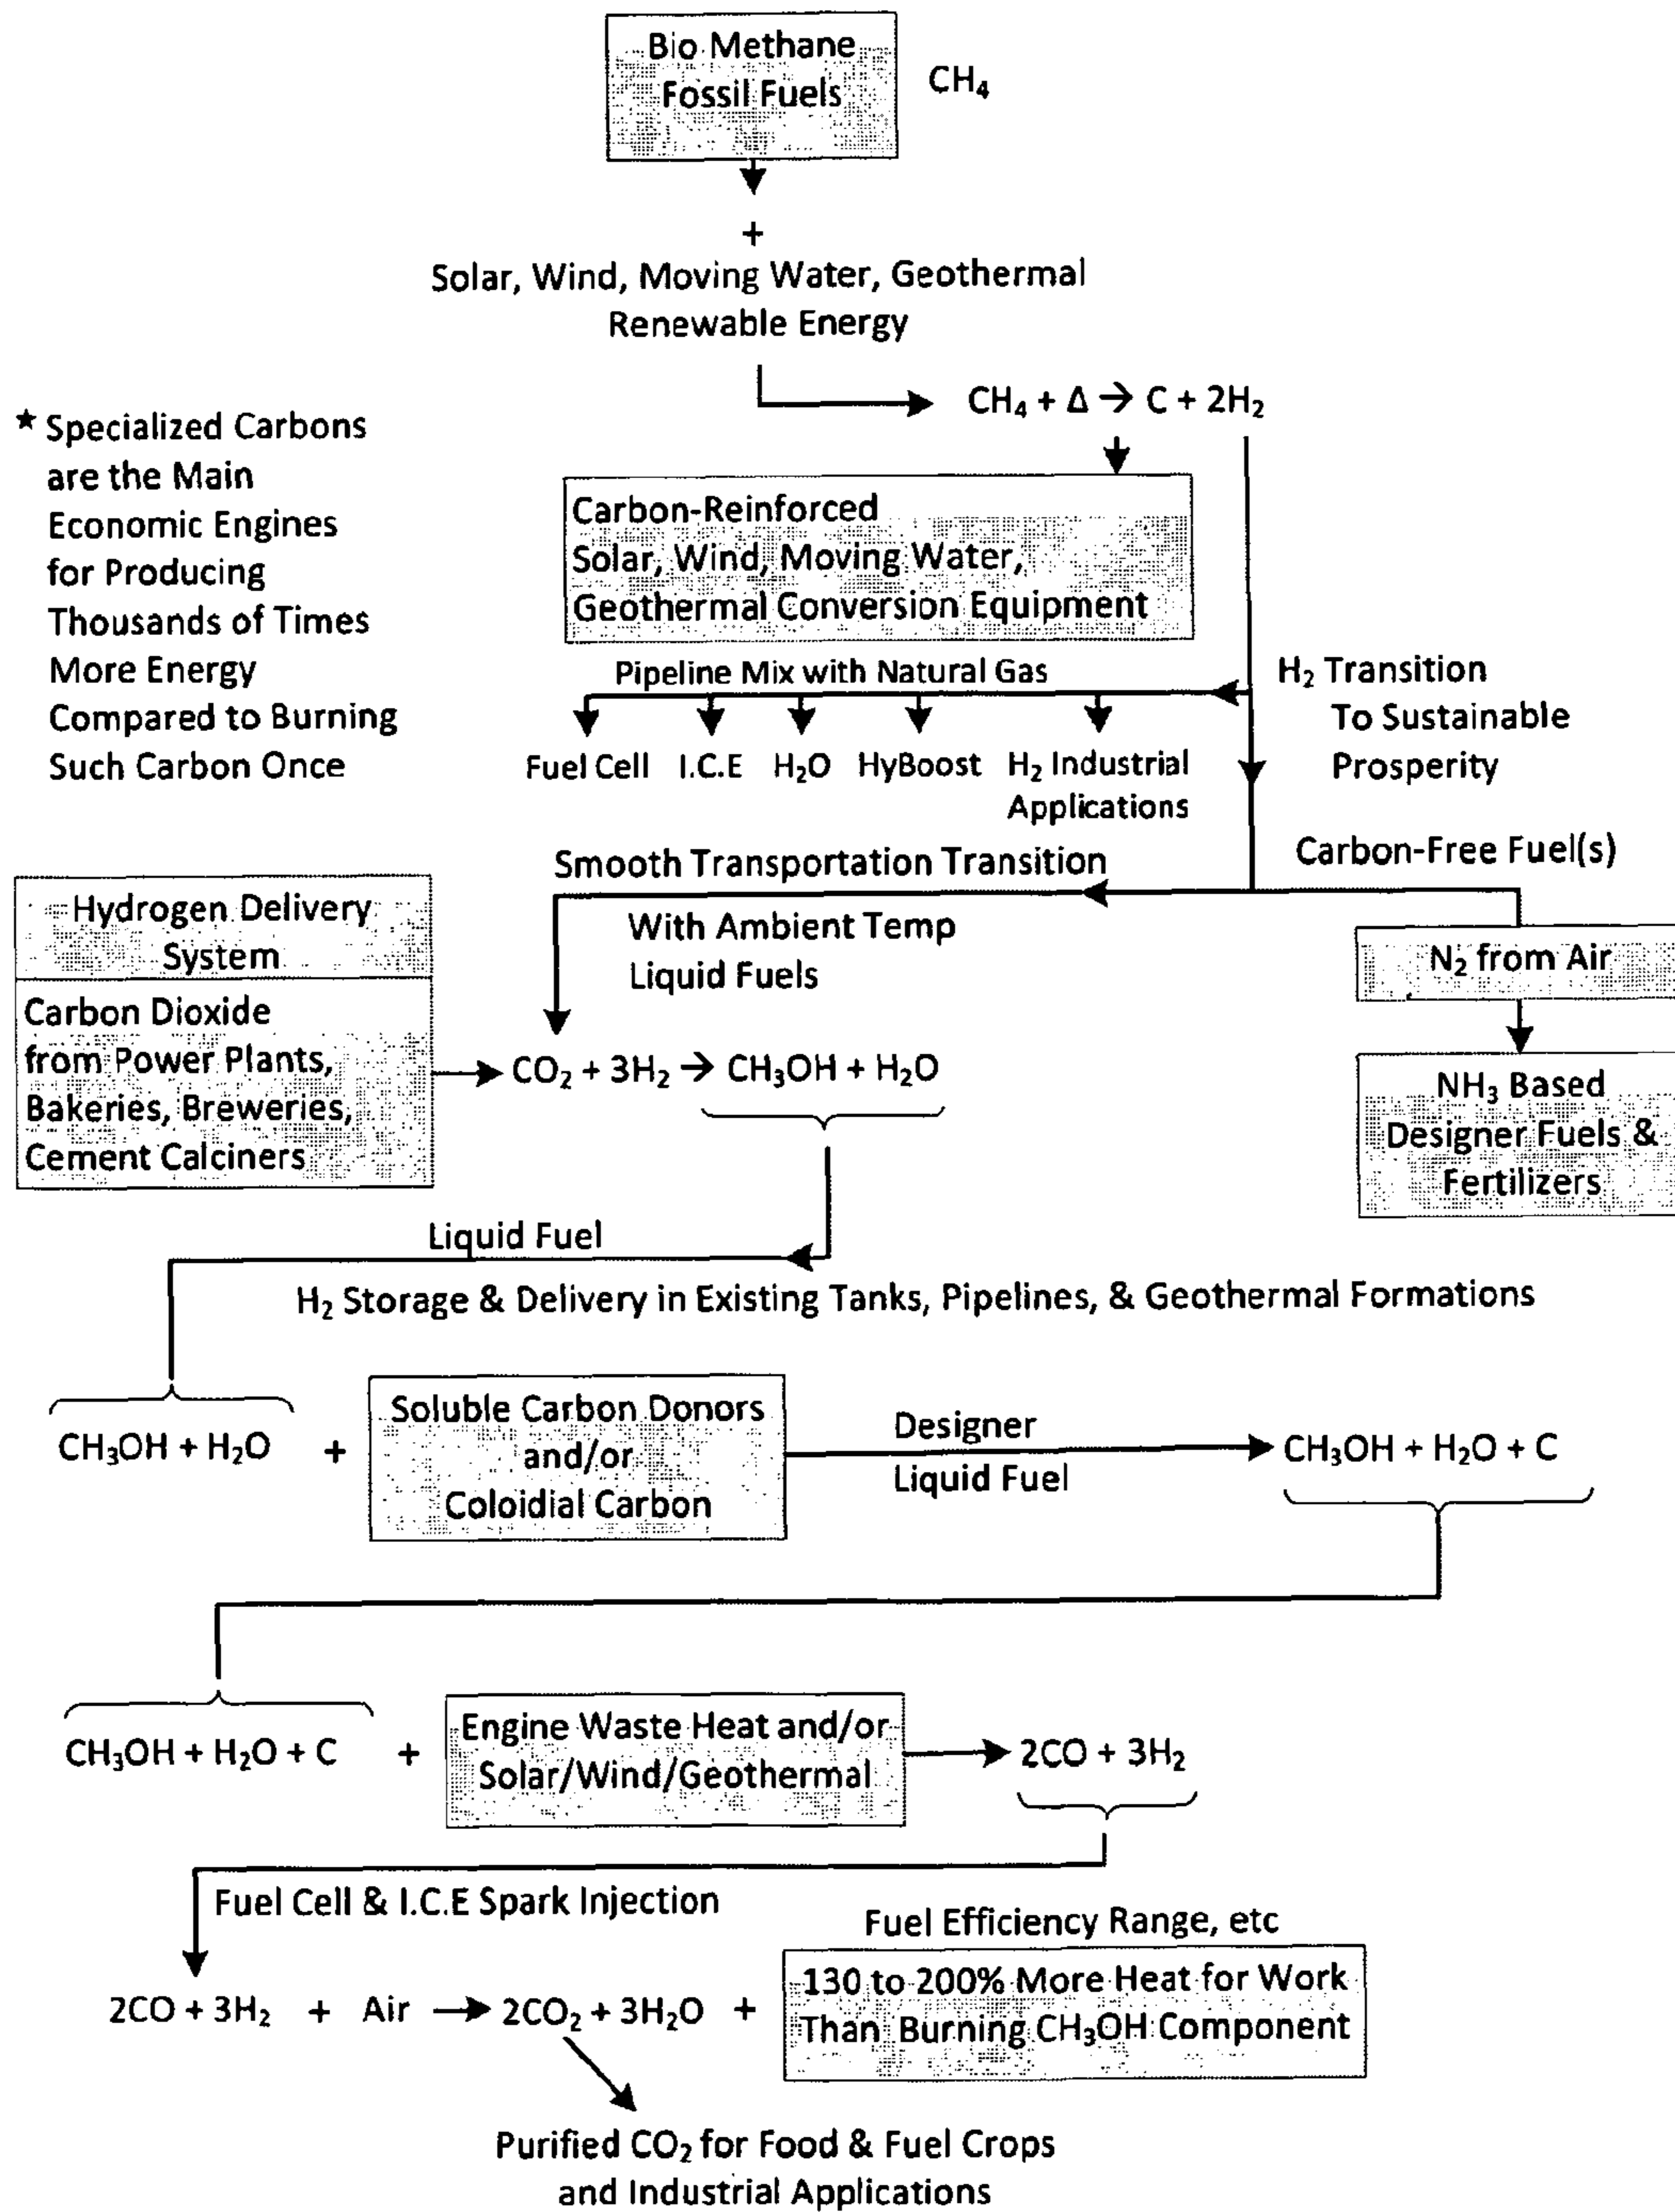 Bio Methane
Fossil Fuels
CH₄
+
Solar, Wind, Moving Water, Geothermal
Renewable Energy
CH₄ + Δ → C + 2H₂
★ Specialized Carbons
are the Main
Economic Engines
for Producing
Thousands of Times
More Energy
Compared to Burning
Such Carbon Once
Carbon-Reinforced
Solar, Wind, Moving Water,
Geothermal Conversion Equipment
Pipeline Mix with Natural Gas
H₂ Transition
To Sustainable
Prosperity
Fuel Cell I.C.E H₂O HyBoost H₂ Industrial
Applications
Smooth Transportation Transition
Carbon-Free Fuel(s)
With Ambient Temp
Liquid Fuels
Hydrogen Delivery
System
Carbon Dioxide
from Power Plants,
Bakeries, Breweries,
Cement Calciners
CO₂ + 3H₂ → CH₃OH + H₂O
N₂ from Air
NH₃ Based
Designer Fuels &
Fertilizers
Liquid Fuel
H₂ Storage & Delivery in Existing Tanks, Pipelines, & Geothermal Formations
CH₃OH + H₂O +
Soluble Carbon Donors
and/or
Coloidial Carbon
Designer
Liquid Fuel
CH₃OH + H₂O + C
CH₃OH + H₂O + C +
Engine Waste Heat and/or
Solar/Wind/Geothermal
2CO + 3H₂
Fuel Cell & I.C.E Spark Injection
Fuel Efficiency Range, etc
2CO + 3H₂ + Air → 2CO₂ + 3H₂O +
130 to 200% More Heat for Work
Than Burning CH₃OH Component
Purified CO₂ for Food & Fuel Crops
and Industrial Applications